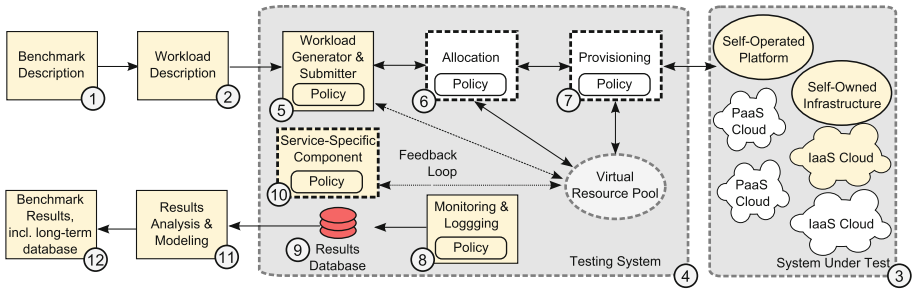 Benchmark
Description
1
Workload
Description
2
Workload
Generator &
Submitter
Policy
5
Allocation
Policy
6
Provisioning
Policy
7
Self-Operated
Platform
Self-Owned
Infrastructure
PaaS
Cloud
IaaS Cloud
PaaS
Cloud
IaaS Cloud
System Under Test
3
Service-Specific
Component
Policy
10
Feedback
Loop
Virtual
Resource Pool
Benchmark
Results,
incl. long-term
database
12
Results
Analysis &
Modeling
11
9
Results
Database
Monitoring &
Loggging
Policy
8
Testing System
4